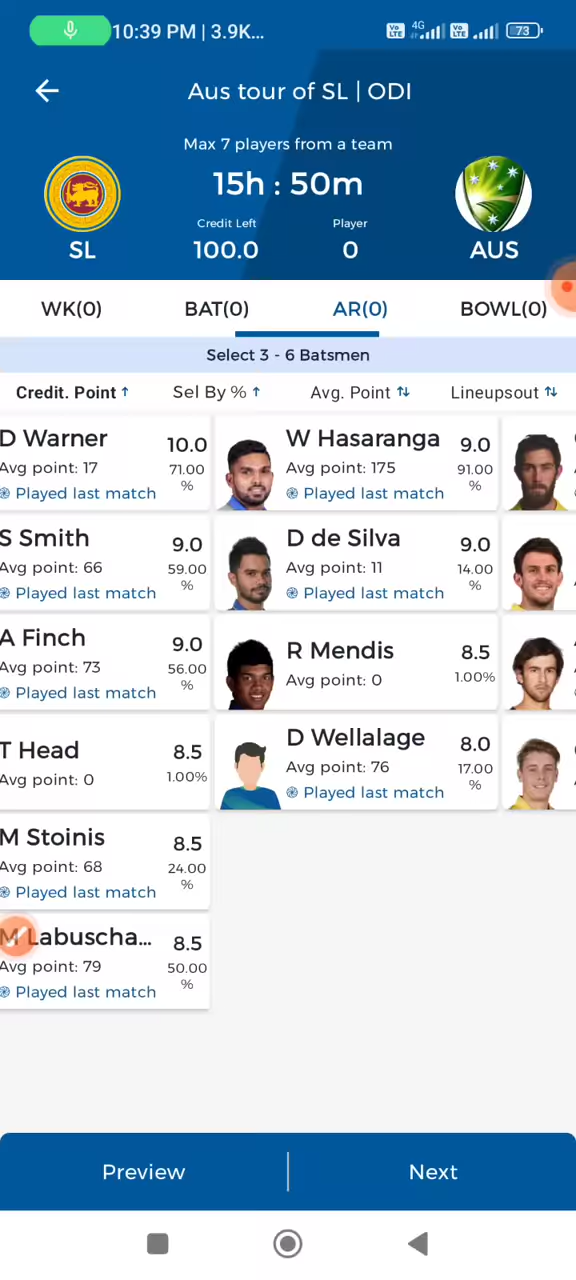 10:39 PM | 3.9K...
Vo LTE 4G Vo LTE 73
Aus tour of SL | ODI
Max 7 players from a team
15h : 50m
Credit Left Player
SL 100.0 0 AUS
WK(0) BAT(0) AR(0) BOWL(0)
Select 3 - 6 Batsmen
Credit. Point ↑ Sel By % ↑ Avg. Point ↑↓ Lineupsout ↑↓
D Warner
Avg point: 17
Played last match
10.0
71.00
%
S Smith
Avg point: 66
Played last match
9.0
59.00
%
A Finch
Avg point: 73
Played last match
9.0
56.00
%
T Head
Avg point: 0
8.5
1.00%
M Stoinis
Avg point: 68
Played last match
8.5
24.00
%
M Labuscha...
Avg point: 79
Played last match
8.5
50.00
%
W Hasaranga
Avg point: 175
Played last match
9.0
91.00
%
D de Silva
Avg point: 11
Played last match
9.0
14.00
%
R Mendis
Avg point: 0
8.5
1.00%
D Wellalage
Avg point: 76
Played last match
8.0
17.00
%
Preview Next